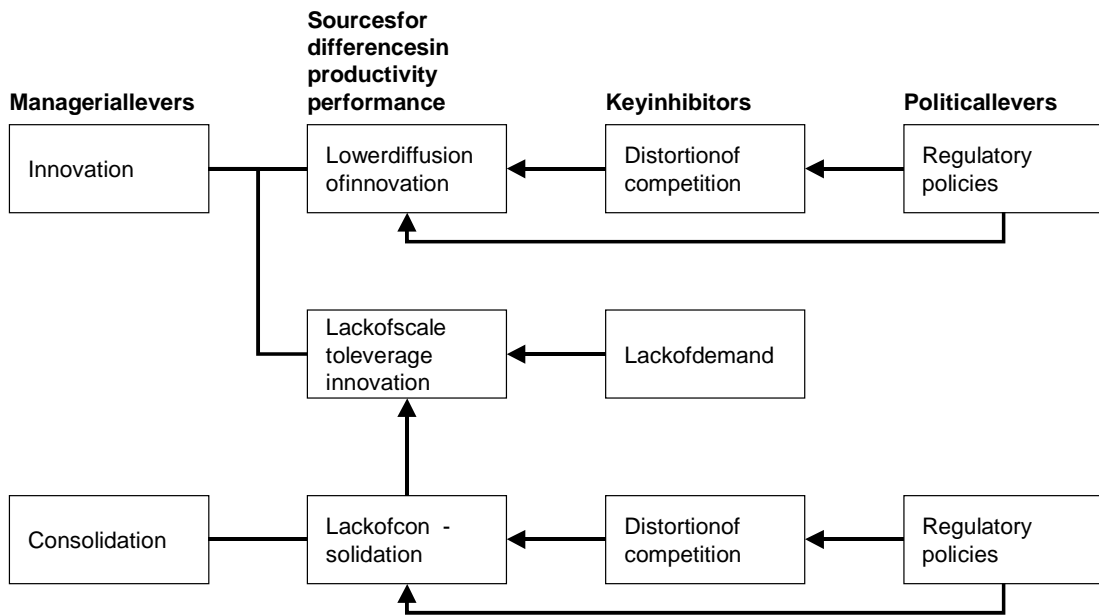 Sourcesfor
differencesin
productivity
performance
Manageriallevers
Keyinhibitors
Politicallevers
Innovation
Lowerdiffusion
ofinnovation
Distortionof
competition
Regulatory
policies
Lackofscale
toleverage
innovation
Lackofdemand
Consolidation
Lackofcon -
solidation
Distortionof
competition
Regulatory
policies